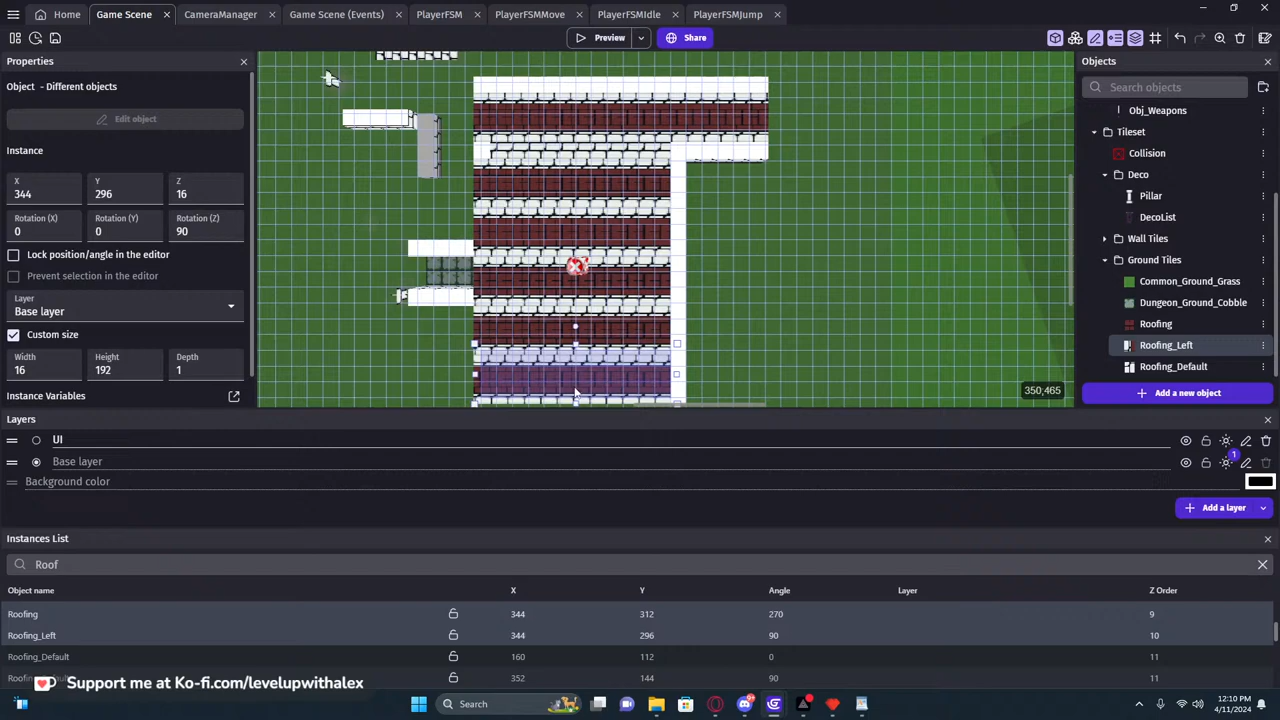 Home
Game Scene
CameraManager
Game Scene (Events)
PlayerFSM
PlayerFSMMove
PlayerFSMIdle
PlayerFSMJump
Preview
Share
Properties
Object - Different objects
Edit object
Instance
X
344
Y
296
Z
16
Rotation (X)
0
Rotation (Y)
0
Rotation (Z)
90
Lock position/angle in the editor
Prevent selection in the editor
Layer
Base layer
Custom size
Width
16
Height
192
Depth
1
Instance Variables
350;465
Objects
Search objects
Obj_Weapons
Tileset
Collision
Deco
Pillar
DecoList
Wall Tiles
Ground Tiles
Common_Ground_Grass
Dungeon_Ground_Cobble
Roofing
Roofing_Left
Roofing_Default
Add a new object
Layers
UI
Base layer
1
Background color
Add a layer
Instances List
Roof
Object name X Y Angle Layer Z Order
Roofing 344 312 270 9
Roofing_Left 344 296 90 10
Roofing_Default 160 112 0 11
352 144 90 11
Support me at Ko-fi.com/levelupwithalex
Search
12:10 PM
4/11/2024